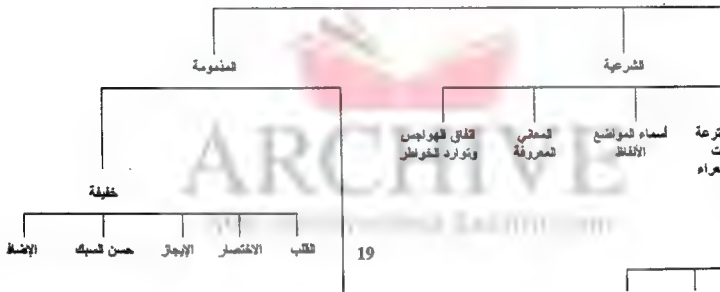 الشرعية
المذمومة
أسماء المواضع
الألفاظ
المعاني
المعروفة
اتفاق الهواجس
وتوارد الخواطر
خفيفة
القلب
الاختصار
الإيجاز
حسن السبك
19
ARCHIVE